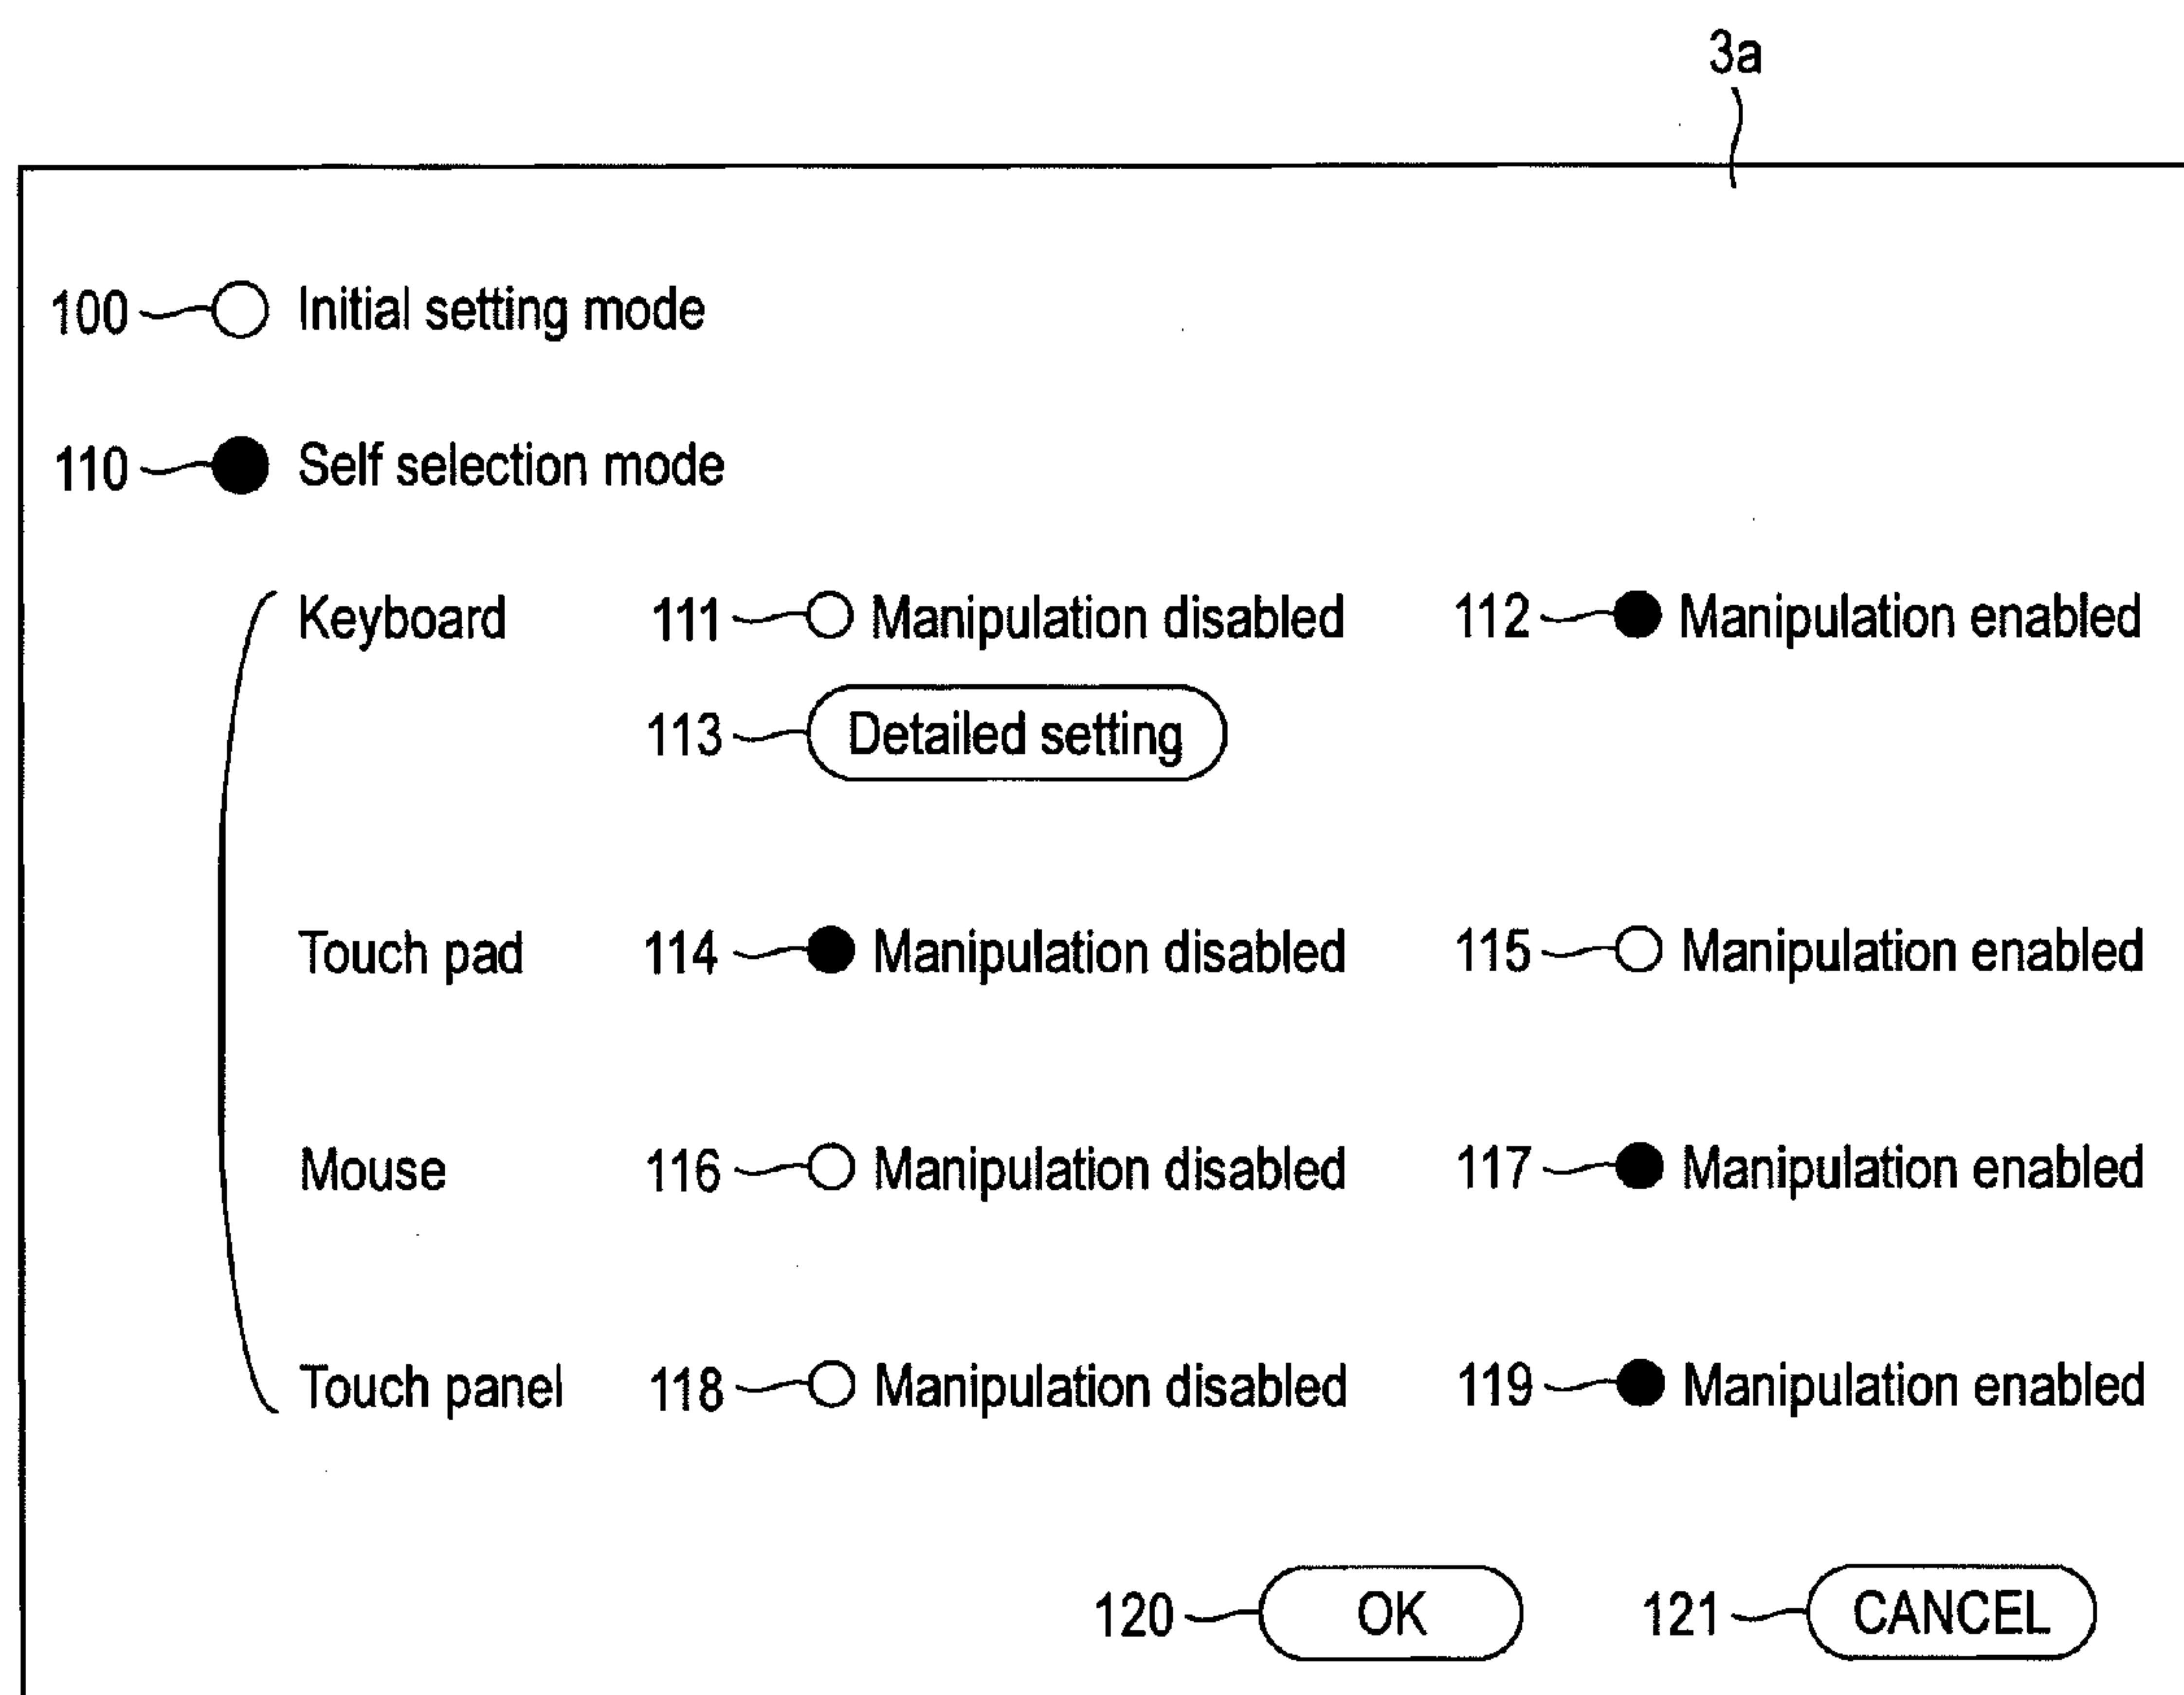 3a
100 Initial setting mode
110 Self selection mode
Keyboard 111 Manipulation disabled 112 Manipulation enabled
113 Detailed setting
Touch pad 114 Manipulation disabled 115 Manipulation enabled
Mouse 116 Manipulation disabled 117 Manipulation enabled
Touch panel 118 Manipulation disabled 119 Manipulation enabled
120 OK 121 CANCEL